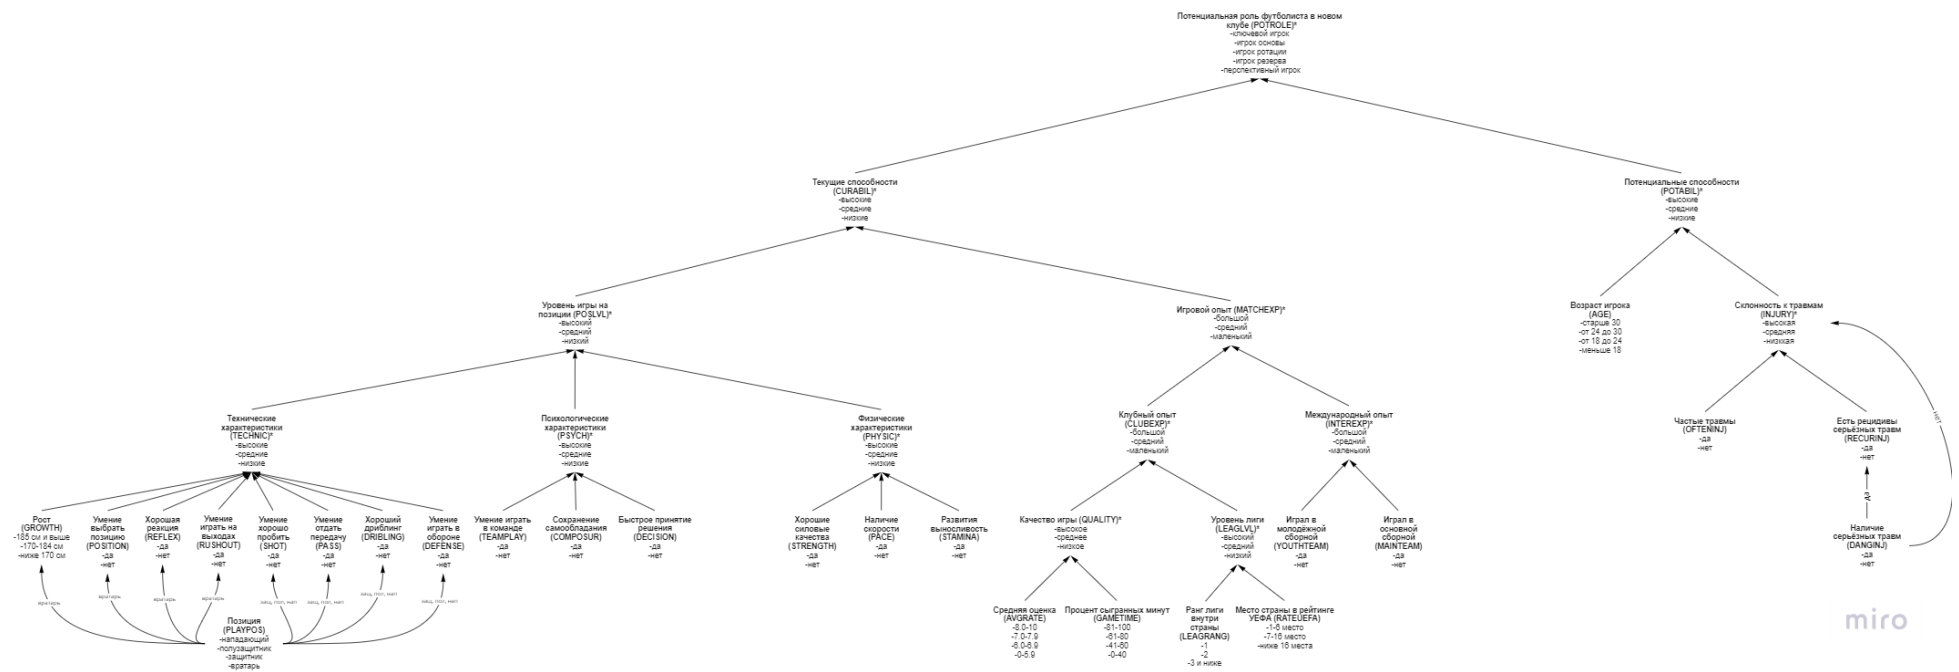 Потенциальная роль футболиста в новом
клубе (POTROLE)*
-ключевой игрок
-игрок основы
-игрок ротации
-игрок резерва
-перспективный игрок
Текущие способности
(CURABIL)*
-высокие
-средние
-низкие
Потенциальные способности
(POTABIL)*
-высокие
-средние
-низкие
Уровень игры на
позиции (POSLVL)*
-высокий
-средний
-низкий
Игровой опыт (MATCHEXP)*
-большой
-средний
-маленький
Возраст игрока
(AGE)
-старше 30
-от 24 до 30
-от 18 до 24
-меньше 18
Склонность к травмам
(INJURY)*
-высокая
-средняя
-низккая
Технические
характеристики
(TECHNIC)*
-высокие
-средние
-низкие
Психологические
характеристики
(PSYCH)*
-высокие
-средние
-низкие
Физические
характеристики
(PHYSIC)*
-высокие
-средние
-низкие
Клубный опыт
(CLUBEXP)*
-большой
-средний
-маленький
Международный опыт
(INTEREXP)*
-большой
-средний
-маленький
Частые травмы
(OFTENINJ)
-да
-нет
Есть рецидивы
серьёзных травм
(RECURINJ)
-да
-нет
нет
да
Рост
(GROWTH)
-185 см и выше
-170-184 см
-ниже 170 см
Умение
выбрать
позицию
(POSITION)
-да
-нет
Хорошая
реакция
(REFLEX)
-да
-нет
Умение
играть на
выходах
(RUSHOUT)
-да
-нет
Умение
хорошо
пробить
(SHOT)
-да
-нет
Умение
отдать
передачу
(PASS)
-да
-нет
Хороший
дриблинг
(DRIBLING)
-да
-нет
Умение
играть в
обороне
(DEFENSE)
-да
-нет
Умение играть
в команде
(TEAMPLAY)
-да
-нет
Сохранение
самообладания
(COMPOSUR)
-да
-нет
Быстрое принятие
решения
(DECISION)
-да
-нет
Хорошие
силовые
качества
(STRENGTH)
-да
-нет
Наличие
скорости
(PACE)
-да
-нет
Развития
выносливость
(STAMINA)
-да
-нет
Качество игры (QUALITY)*
-высокое
-среднее
-низкое
Уровень лиги
(LEAGLVL)*
-высокий
-средний
-низкий
Играл в
молодёжной
сборной
(YOUTHTEAM)
-да
-нет
Играл в
основной
сборной
(MAINTEAM)
-да
-нет
Наличие
серьёзных травм
(DANGINJ)
-да
-нет
вратарь
вратарь
вратарь
вратарь
защ, пол, нап
защ, пол, нап
защ, пол, нап
защ, пол, нап
Позиция
(PLAYPOS)
-нападающий
-полузащитник
-защитник
-вратарь
Средняя оценка
(AVGRATE)
-8.0-10
-7.0-7.9
-6.0-6.9
-0-5.9
Процент сыгранных минут
(GAMETIME)
-81-100
-61-80
-41-60
-0-40
Ранг лиги
внутри
страны
(LEAGRANG)
-1
-2
-3 и ниже
Место страны в рейтинге
УЕФА (RATEUEFA)
-1-6 место
-7-16 место
-ниже 16 места
miro